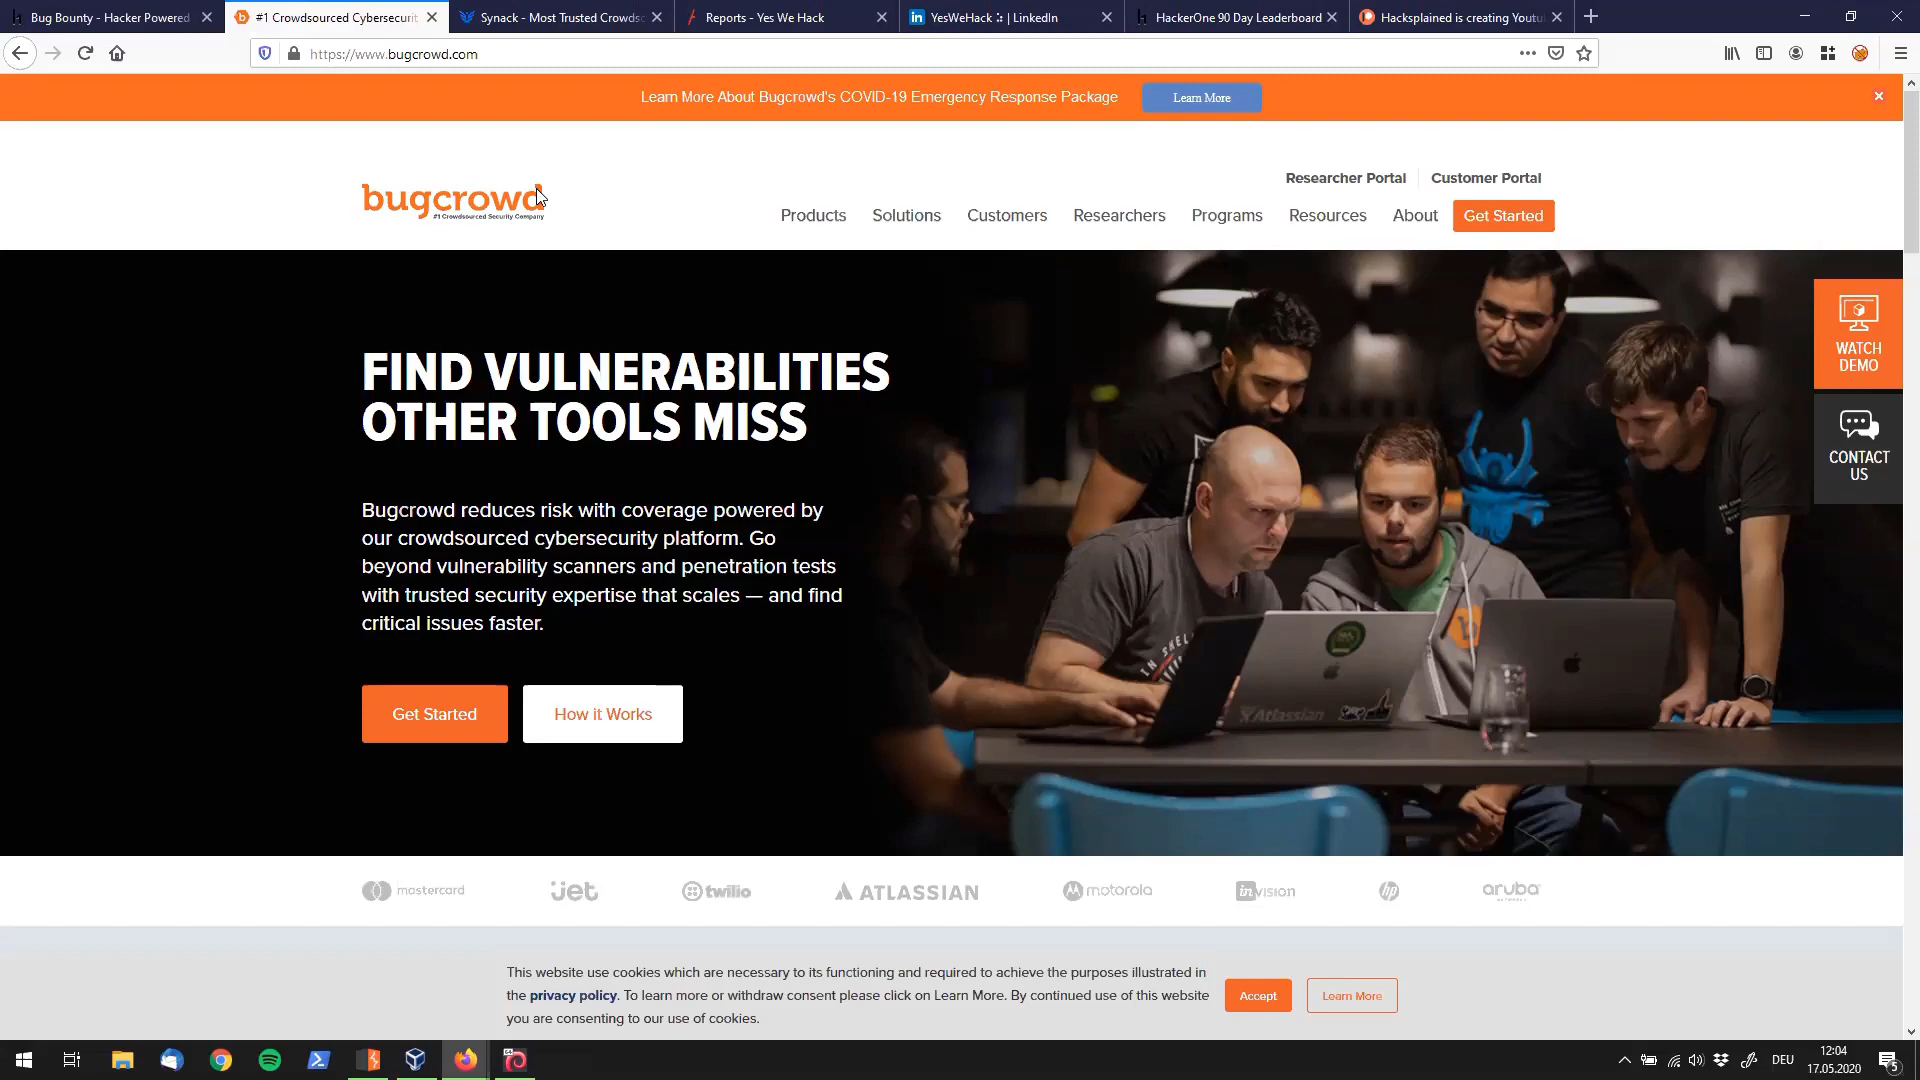 Bug Bounty - Hacker Powered
#1 Crowdsourced Cybersecurit
Synack - Most Trusted Crowds
Reports - Yes We Hack
YesWeHack | LinkedIn
HackerOne 90 Day Leaderboard
Hacksplained is creating Youtu
https://www.bugcrowd.com
Learn More About Bugcrowd's COVID-19 Emergency Response Package
Learn More
bugcrowd
#1 Crowdsourced Security Company
Researcher Portal
Customer Portal
Products
Solutions
Customers
Researchers
Programs
Resources
About
Get Started
FIND VULNERABILITIES
OTHER TOOLS MISS
Bugcrowd reduces risk with coverage powered by
our crowdsourced cybersecurity platform. Go
beyond vulnerability scanners and penetration tests
with trusted security expertise that scales — and find
critical issues faster.
Get Started
How it Works
WATCH
DEMO
CONTACT
US
IN SHELL
Atlassian
mastercard
jet
twilio
ATLASSIAN
motorola
invision
hp
aruba
This website use cookies which are necessary to its functioning and required to achieve the purposes illustrated in
the privacy policy. To learn more or withdraw consent please click on Learn More. By continued use of this website
you are consenting to our use of cookies.
Accept
Learn More
DEU
12:04
17.05.2020
5